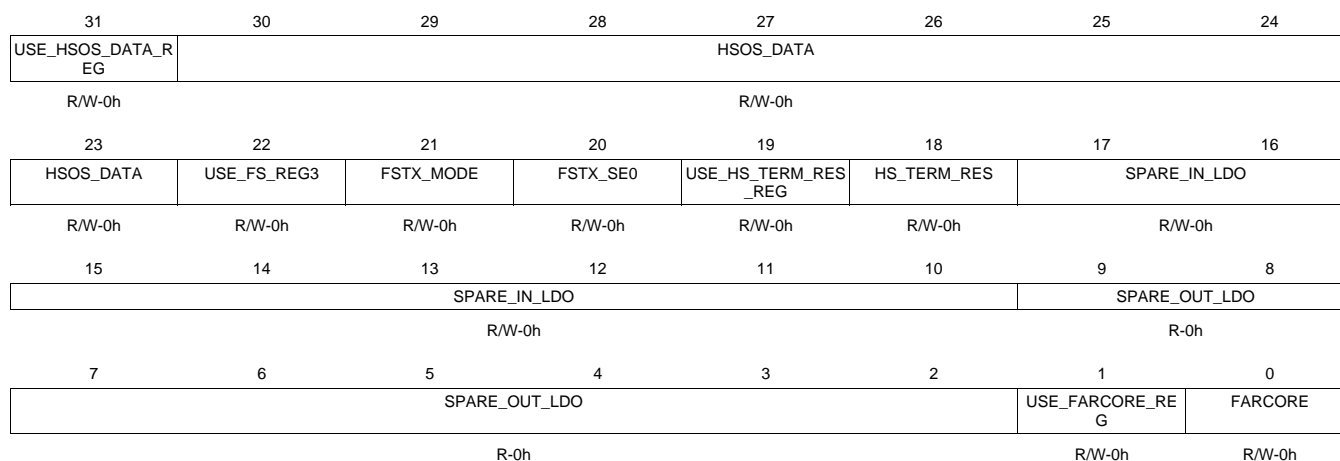 31 30 29 28 27 26 25 24
USE_HSOS_DATA_R HSOS_DATA
EG
R/W-0h R/W-0h
23 22 21 20 19 18 17 16
HSOS_DATA USE_FS_REG3 FSTX_MODE FSTX_SE0 USE_HS_TERM_RES HS_TERM_RES SPARE_IN_LDO
_REG
R/W-0h R/W-0h R/W-0h R/W-0h R/W-0h R/W-0h R/W-0h
15 14 13 12 11 10 9 8
SPARE_IN_LDO SPARE_OUT_LDO
R/W-0h R-0h
7 6 5 4 3 2 1 0
SPARE_OUT_LDO USE_FARCORE_RE FARCORE
G
R-0h R/W-0h R/W-0h